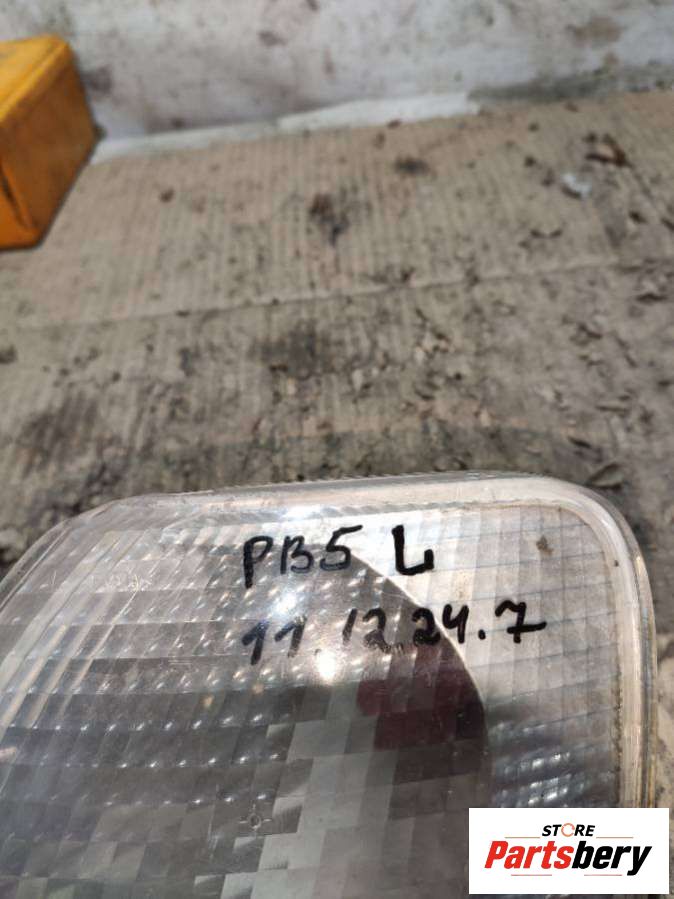 PB5 L
11.12.24.7
STORE
Partsbery